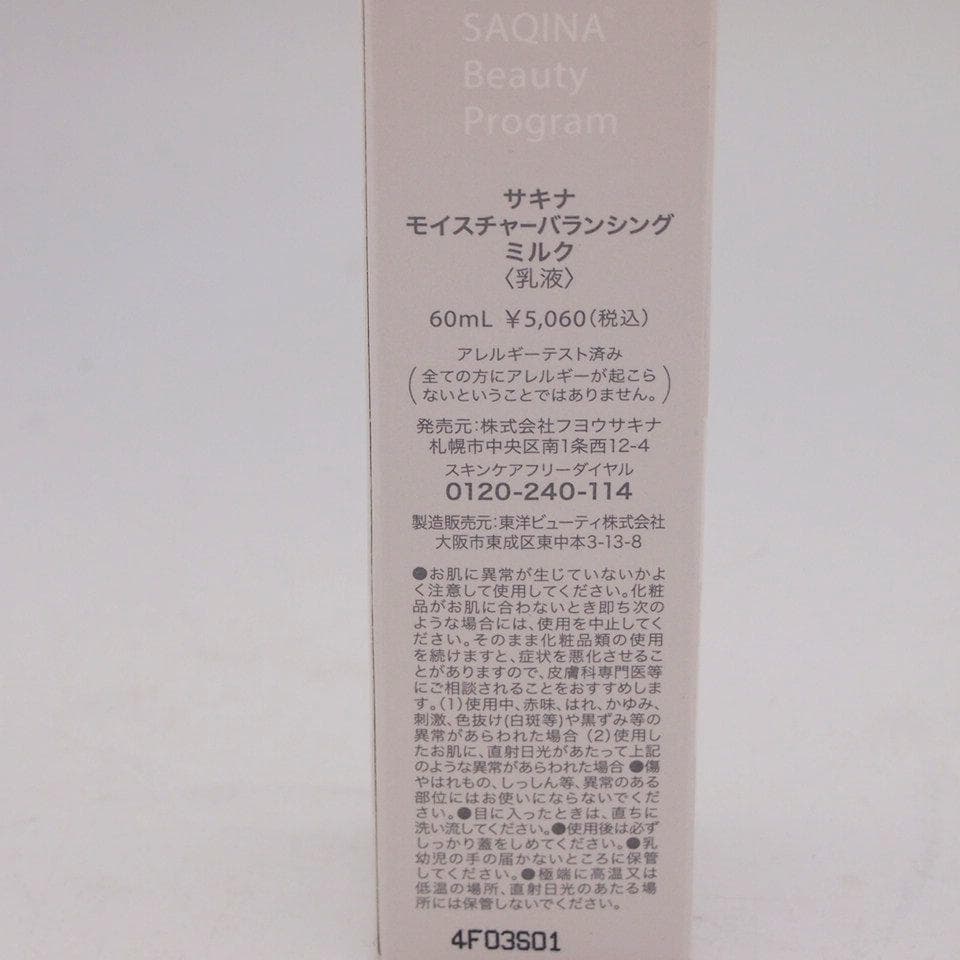 SAQINA®
Beauty
Program
サキナ
モイスチャーバランシング
ミルク
〈乳液〉
60mL ¥5,060(税込)
アレルギーテスト済み
(全ての方にアレルギーが起こら
ないということではありません。)
発売元:株式会社フヨウサキナ
札幌市中央区南1条西12-4
スキンケアフリーダイヤル
0120-240-114
製造販売元:東洋ビューティ株式会社
大阪市東成区東中本3-13-8
●お肌に異常が生じていないかよ
く注意して使用してください。化粧
品がお肌に合わないとき即ち次の
ような場合には、使用を中止してく
ださい。そのまま化粧品類の使用
を続けますと、症状を悪化させるこ
とがありますので、皮膚科専門医等
にご相談されることをおすすめしま
す。(1)使用中、赤味、はれ、かゆみ、
刺激、色抜け(白斑等)や黒ずみ等の
異常があらわれた場合 (2)使用し
たお肌に、直射日光があたって上記
のような異常があらわれた場合 ●傷
やはれもの、しっしん等、異常のある
部位にはお使いにならないでくだ
さい。●目に入ったときは、直ちに
洗い流してください。●使用後は必ず
しっかり蓋をしめてください。●乳
幼児の手の届かないところに保管
してください。●極端に高温又は
低温の場所、直射日光のあたる場
所には保管しないでください。
4F03S01